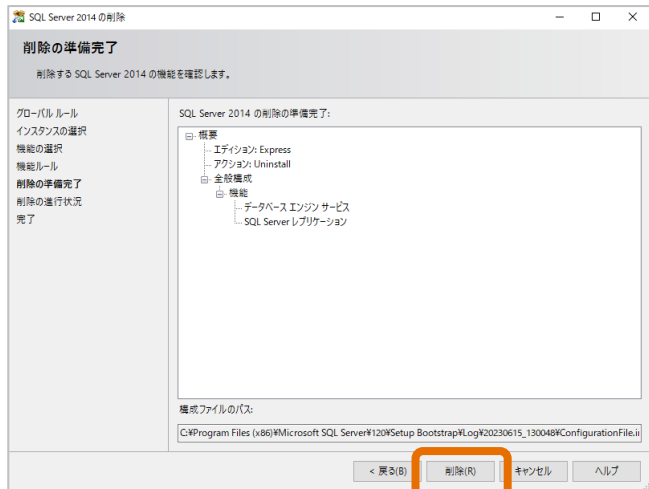 SQL Server 2014 の削除
削除の準備完了
削除する SQL Server 2014 の機能を確認します。
グローバル ルール
インスタンスの選択
機能の選択
機能ルール
削除の準備完了
削除の進行状況
完了
SQL Server 2014 の削除の準備完了:
概要
エディション: Express
アクション: Uninstall
全般構成
機能
データベース エンジン サービス
SQL Server レプリケーション
構成ファイルのパス:
C:¥Program Files (x86)¥Microsoft SQL Server¥120¥Setup Bootstrap¥Log¥20230615_130048¥ConfigurationFile.in
< 戻る(B)
削除(R)
キャンセル
ヘルプ